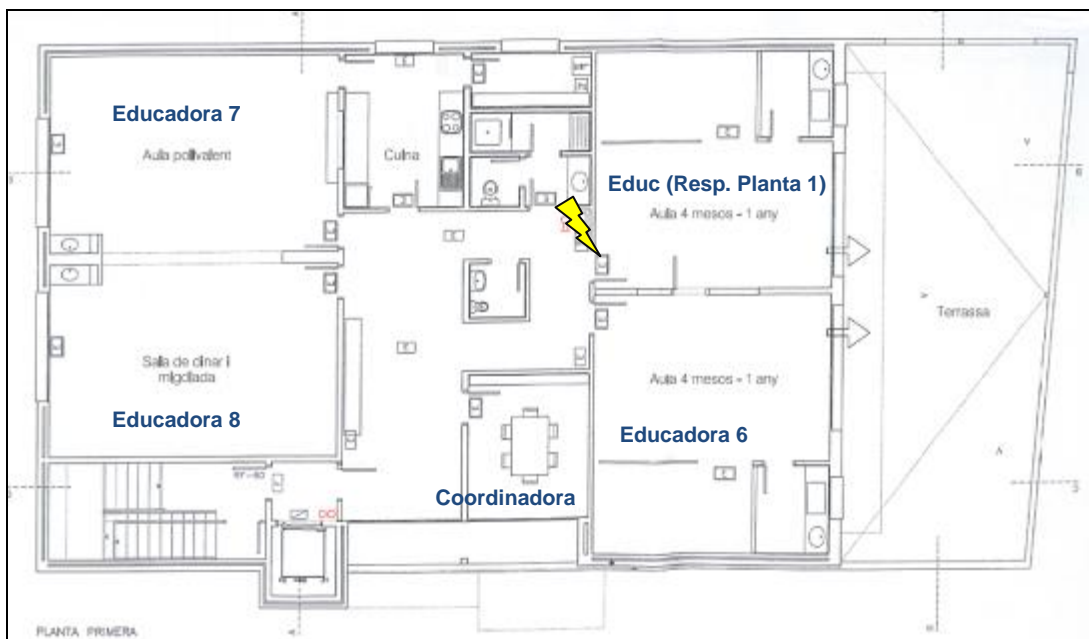 Educadora 7
Aula polivalent
Cuina
Educ (Resp. Planta 1)
Aula 4 mesos - 1 any
Terrassa
Sala de dinar i
migdiada
Educadora 8
Aula 4 mesos - 1 any
Educadora 6
Coordinadora
PLANTA PRIMERA